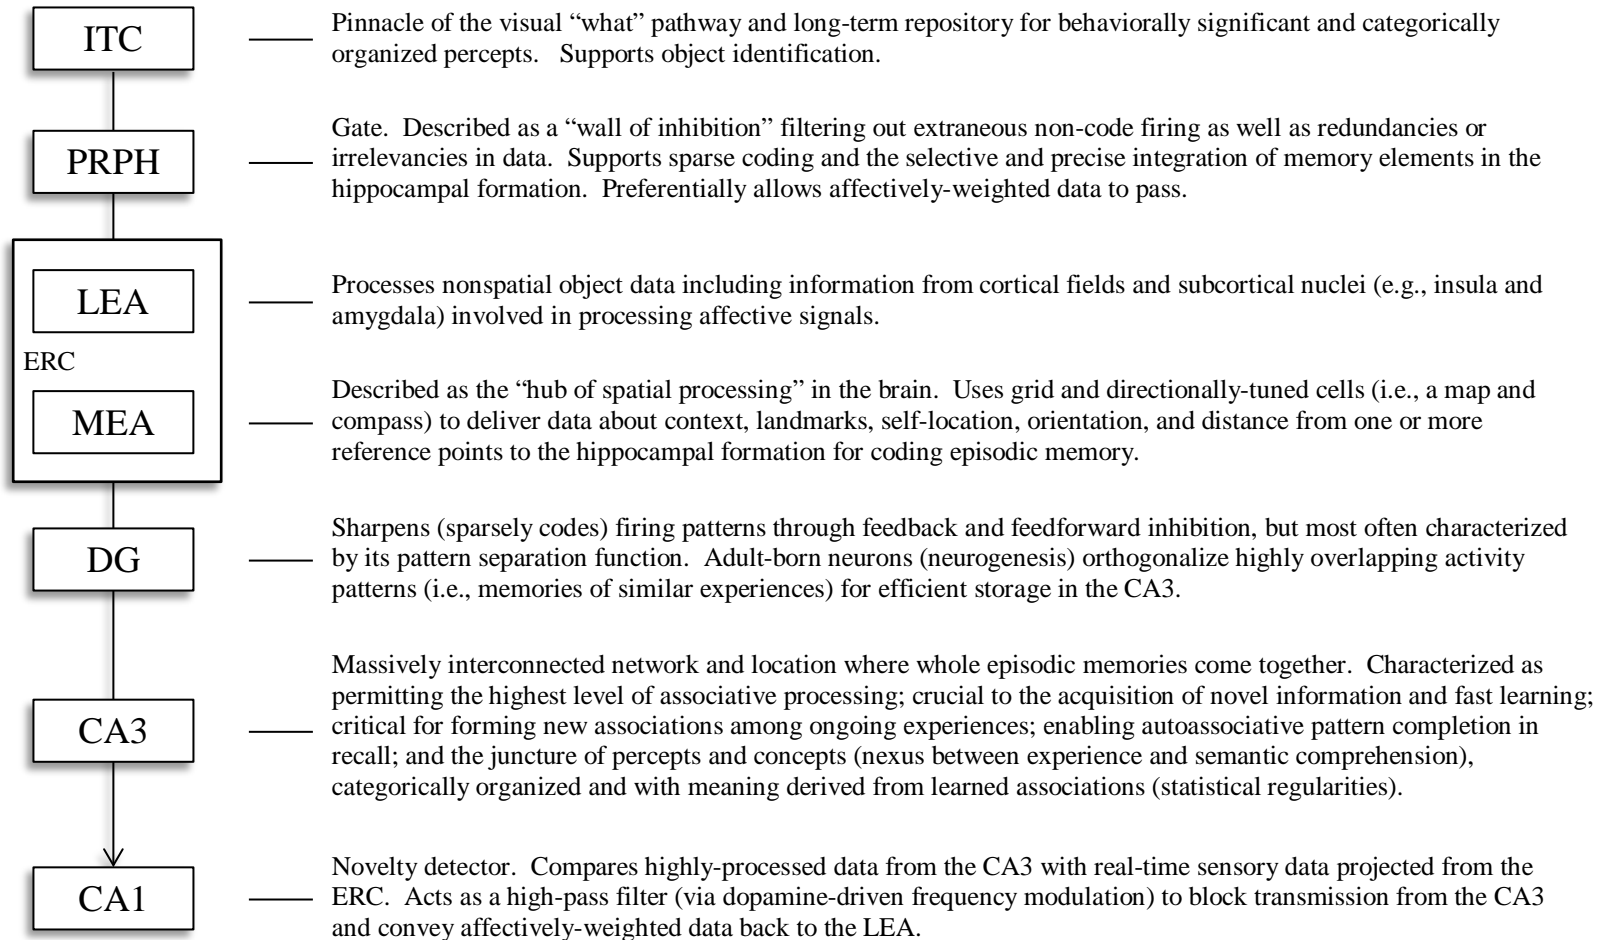 ITC
Pinnacle of the visual “what” pathway and long-term repository for behaviorally significant and categorically
organized percepts.   Supports object identification.
PRPH
Gate.  Described as a “wall of inhibition” filtering out extraneous non-code firing as well as redundancies or
irrelevancies in data.  Supports sparse coding and the selective and precise integration of memory elements in the
hippocampal formation.  Preferentially allows affectively-weighted data to pass.
LEA
Processes nonspatial object data including information from cortical fields and subcortical nuclei (e.g., insula and
amygdala) involved in processing affective signals.
ERC
MEA
Described as the “hub of spatial processing” in the brain.  Uses grid and directionally-tuned cells (i.e., a map and
compass) to deliver data about context, landmarks, self-location, orientation, and distance from one or more
reference points to the hippocampal formation for coding episodic memory.
DG
Sharpens (sparsely codes) firing patterns through feedback and feedforward inhibition, but most often characterized
by its pattern separation function.  Adult-born neurons (neurogenesis) orthogonalize highly overlapping activity
patterns (i.e., memories of similar experiences) for efficient storage in the CA3.
CA3
Massively interconnected network and location where whole episodic memories come together.  Characterized as
permitting the highest level of associative processing; crucial to the acquisition of novel information and fast learning;
critical for forming new associations among ongoing experiences; enabling autoassociative pattern completion in
recall; and the juncture of percepts and concepts (nexus between experience and semantic comprehension),
categorically organized and with meaning derived from learned associations (statistical regularities).
CA1
Novelty detector.  Compares highly-processed data from the CA3 with real-time sensory data projected from the
ERC.  Acts as a high-pass filter (via dopamine-driven frequency modulation) to block transmission from the CA3
and convey affectively-weighted data back to the LEA.